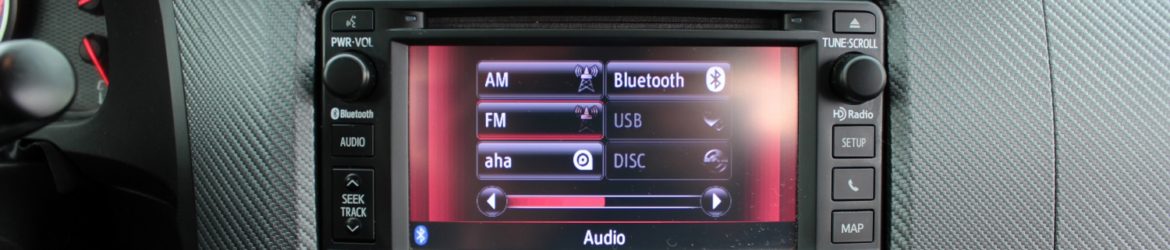 PWR•VOL
Bluetooth
AUDIO
SEEK
TRACK
AM
Bluetooth
FM
USB
aha
DISC
Audio
TUNE•SCROLL
HD Radio
SETUP
MAP